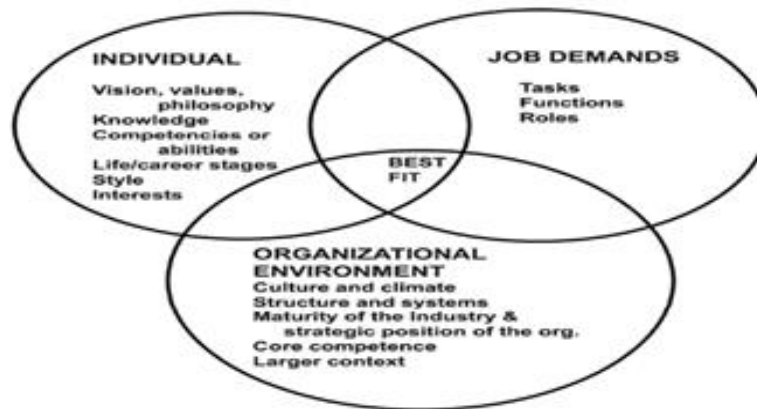 INDIVIDUAL
Vision, values,
philosophy
Knowledge
Competencies or
abilities
Life/career stages
Style
Interests
JOB DEMANDS
Tasks
Functions
Roles
BEST
FIT
ORGANIZATIONAL
ENVIRONMENT
Culture and climate
Structure and systems
Maturity of the Industry &
strategic position of the org.
Core competence
Larger context